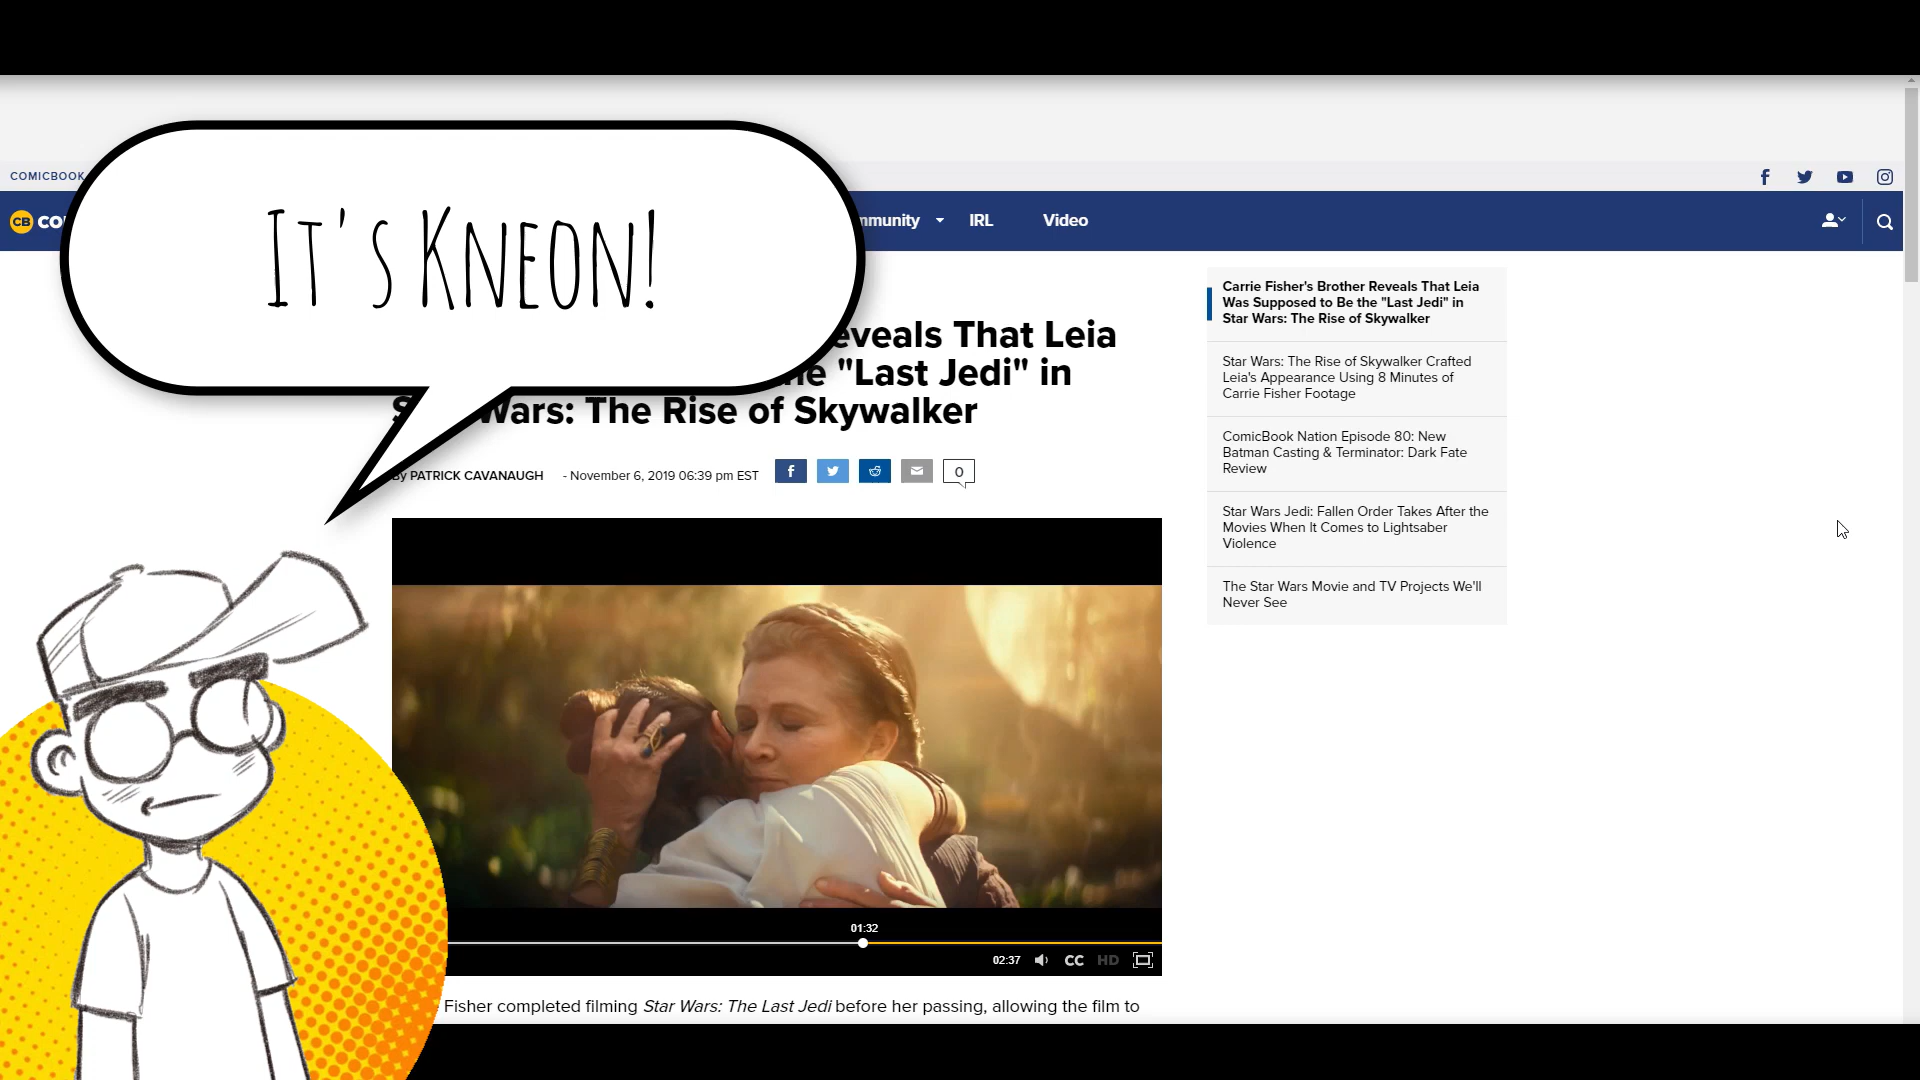 COMICBOOK
It's Kneon!
CB CO
mmunity IRL Video
eveals That Leia
he "Last Jedi" in
S Wars: The Rise of Skywalker
By PATRICK CAVANAUGH - November 6, 2019 06:39 pm EST
0
01:32
02:37 CC HD
Fisher completed filming Star Wars: The Last Jedi before her passing, allowing the film to
Carrie Fisher's Brother Reveals That Leia
Was Supposed to Be the "Last Jedi" in
Star Wars: The Rise of Skywalker
Star Wars: The Rise of Skywalker Crafted
Leia's Appearance Using 8 Minutes of
Carrie Fisher Footage
ComicBook Nation Episode 80: New
Batman Casting & Terminator: Dark Fate
Review
Star Wars Jedi: Fallen Order Takes After the
Movies When It Comes to Lightsaber
Violence
The Star Wars Movie and TV Projects We'll
Never See